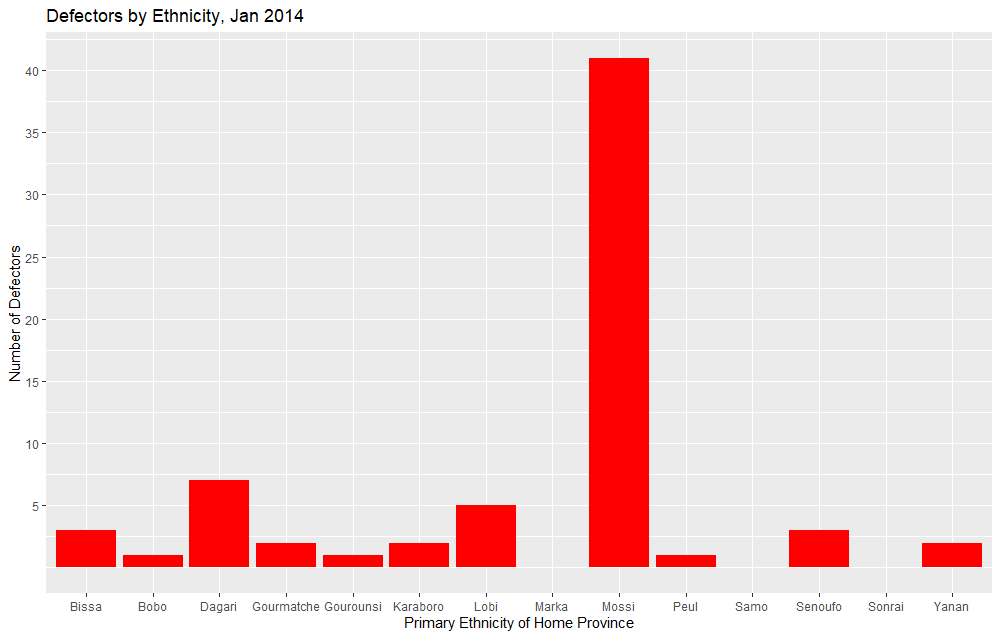 Defectors by Ethnicity, Jan 2014
Number of Defectors
40
35
30
25
20
15
10
5
Bissa Bobo Dagari Gourmatche Gourounsi Karaboro Lobi Marka Mossi Peul Samo Senoufo Sonrai Yanan
Primary Ethnicity of Home Province